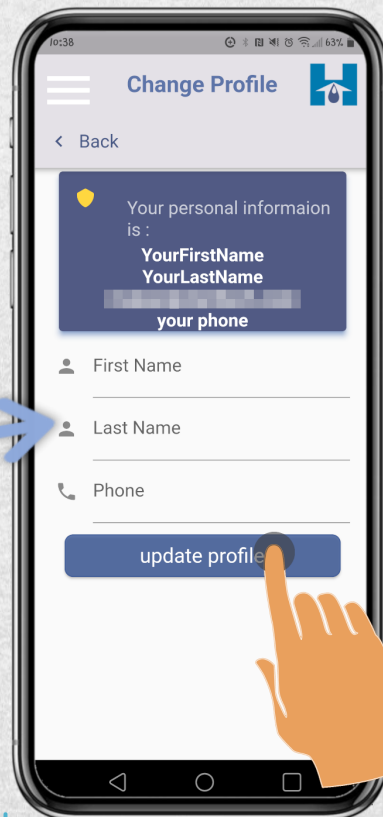 10:38
63%
Change Profile
Back
Your personal informaion
is :
YourFirstName
YourLastName
your phone
First Name
Last Name
Phone
update profile